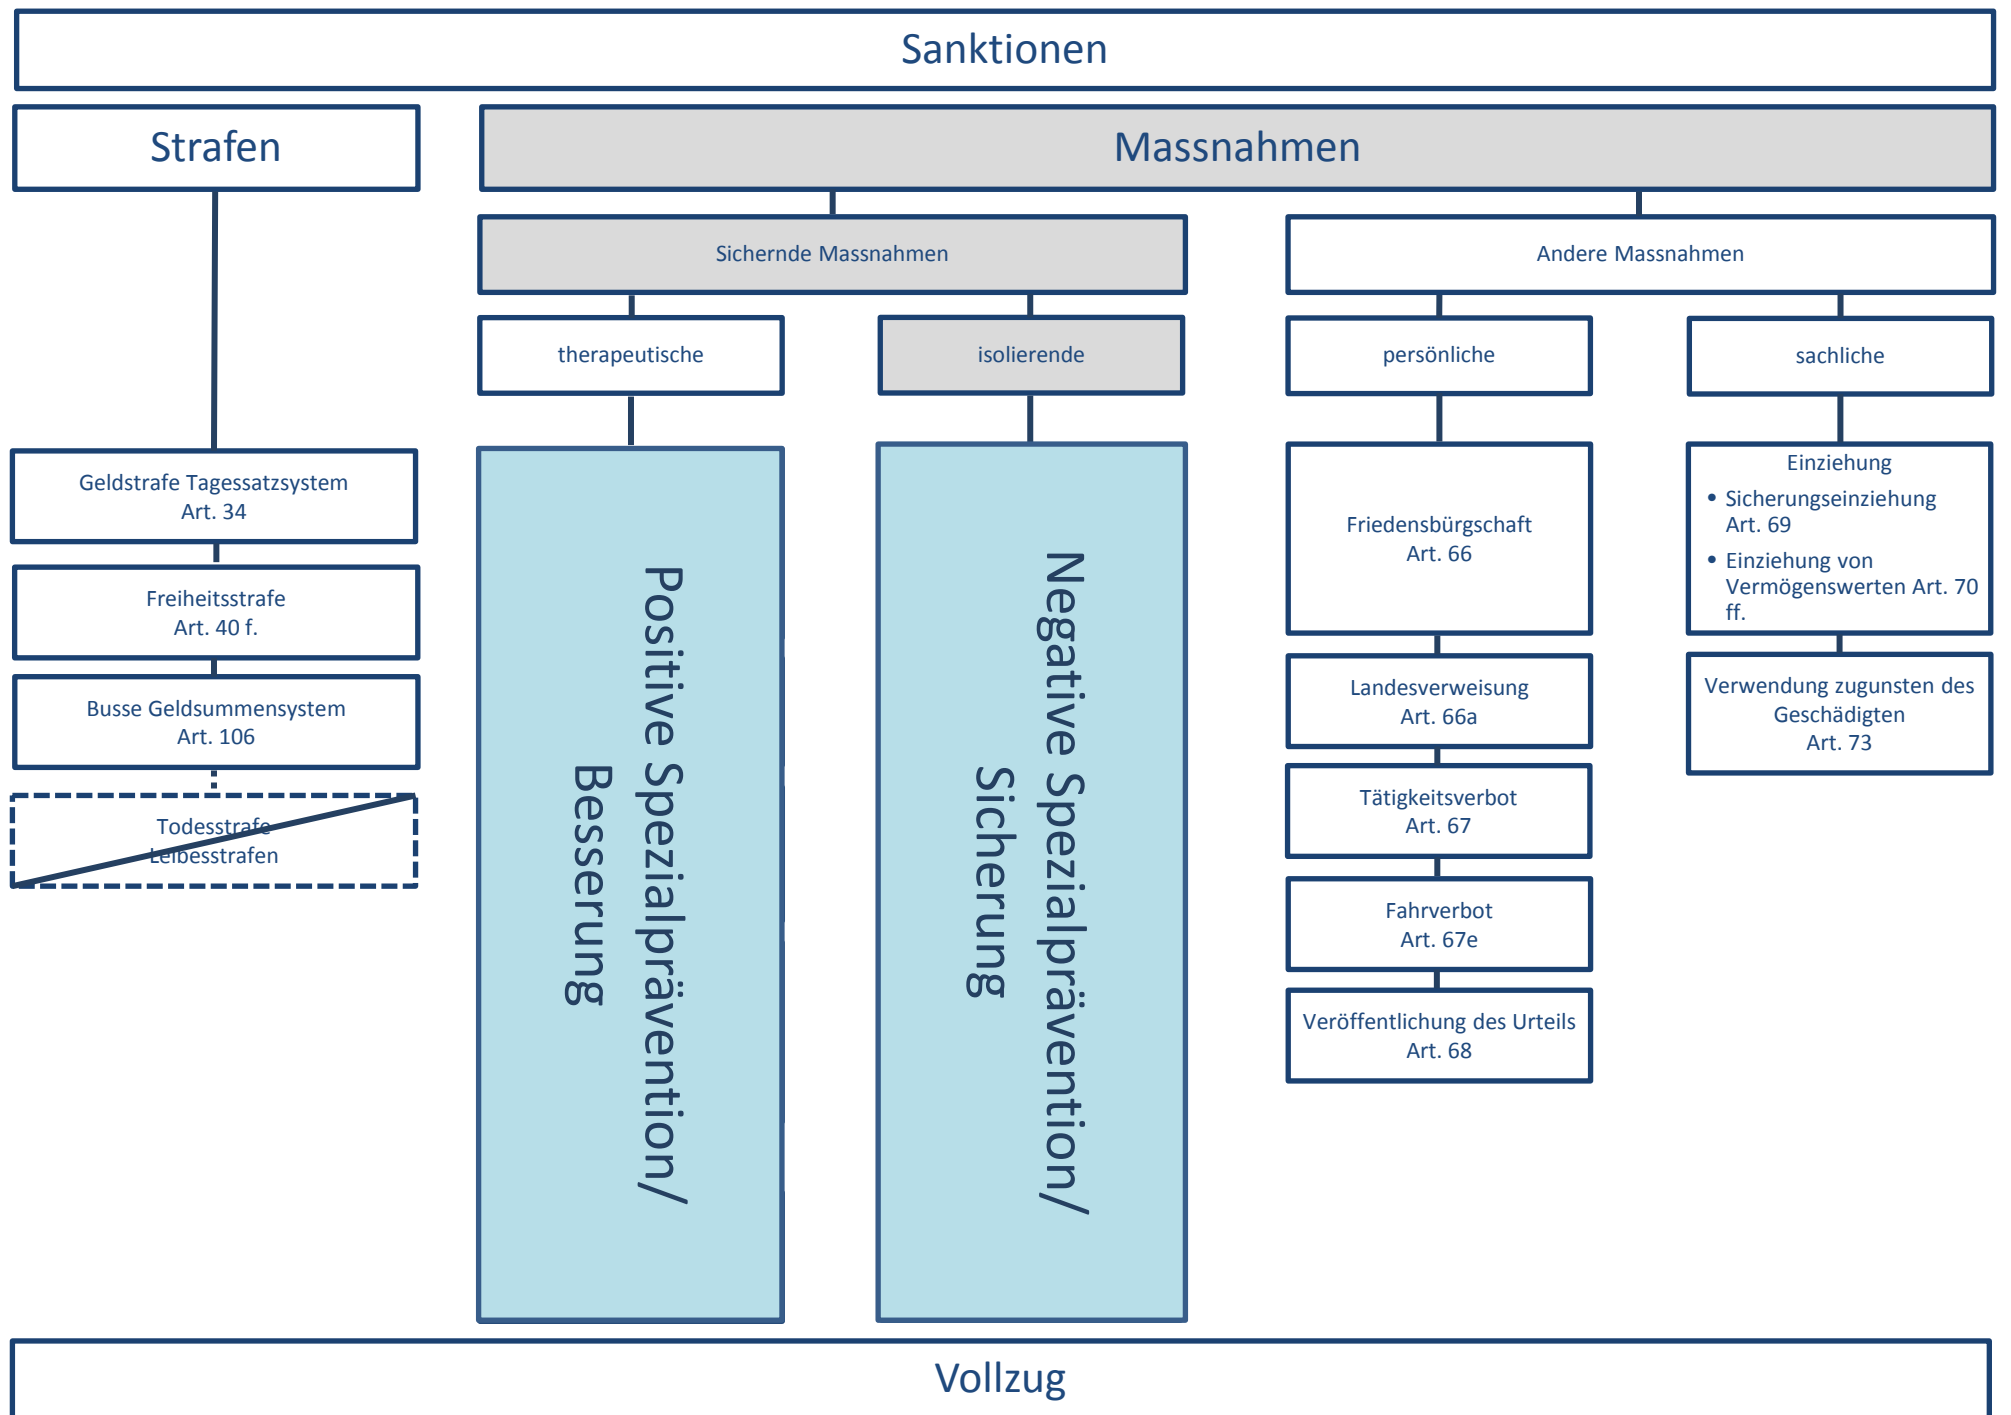 Sanktionen
Strafen
Massnahmen
Sichernde Massnahmen
Andere Massnahmen
therapeutische
isolierende
persönliche
sachliche
Geldstrafe Tagessatzsystem
Art. 34
Freiheitsstrafe
Art. 40 f.
Busse Geldsummensystem
Art. 106
Todesstrafe
Leibesstrafen
Positive Spezialprävention/
Besserung
Negative Spezialprävention/
Sicherung
Friedensbürgschaft
Art. 66
Landesverweisung
Art. 66a
Tätigkeitsverbot
Art. 67
Fahrverbot
Art. 67e
Veröffentlichung des Urteils
Art. 68
Einziehung
• Sicherungseinziehung
Art. 69
• Einziehung von
Vermögenswerten Art. 70
ff.
Verwendung zugunsten des
Geschädigten
Art. 73
Vollzug